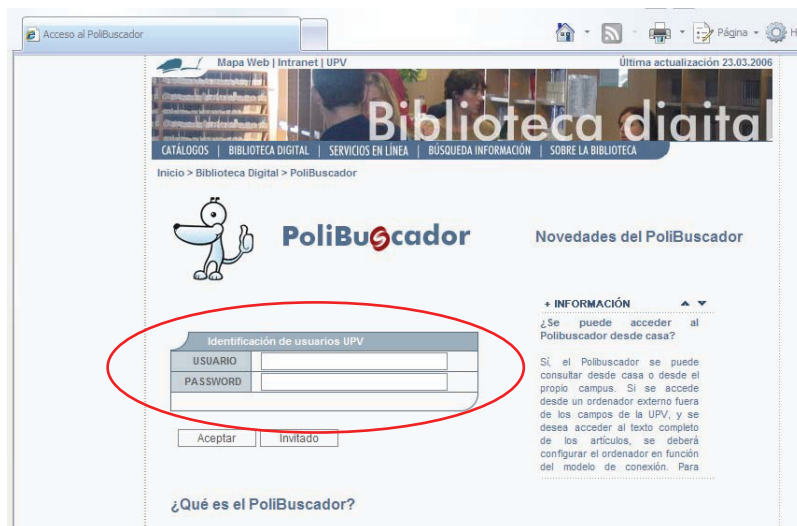 Acceso al PoliBuscador
Página
H
Mapa Web | Intranet | UPV
Última actualización 23.03.2006
Biblioteca digital
CATÁLOGOS | BIBLIOTECA DIGITAL | SERVICIOS EN LÍNEA | BÚSQUEDA INFORMACIÓN | SOBRE LA BIBLIOTECA
Inicio > Biblioteca Digital > PoliBuscador
PoliBuscador
Novedades del PoliBuscador
Identificación de usuarios UPV
USUARIO
PASSWORD
Aceptar
Invitado
+ INFORMACIÓN
¿Se puede acceder al
Polibuscador desde casa?
Sí, el Polibuscador se puede
consultar desde casa o desde el
propio campus. Si se accede
desde un ordenador externo fuera
de los campos de la UPV, y se
desea acceder al texto completo
de los artículos, se deberá
configurar el ordenador en función
del modelo de conexión. Para
¿Qué es el PoliBuscador?